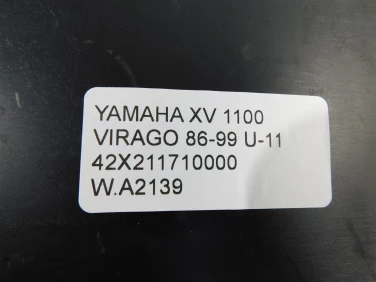 YAMAHA XV 1100
VIRAGO 86-99 U-11
42X211710000
W.A2139